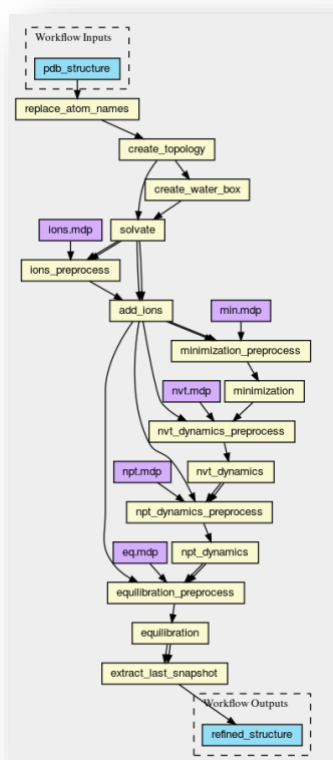 Workflow Inputs
pdb_structure
replace_atom_names
create_topology
create_water_box
ions.mdp
solvate
ions_preprocess
add_ions
min.mdp
minimization_preprocess
nvt.mdp
minimization
nvt_dynamics_preprocess
npt.mdp
nvt_dynamics
npt_dynamics_preprocess
eq.mdp
npt_dynamics
equilibration_preprocess
equilibration
extract_last_snapshot
Workflow Outputs
refined_structure